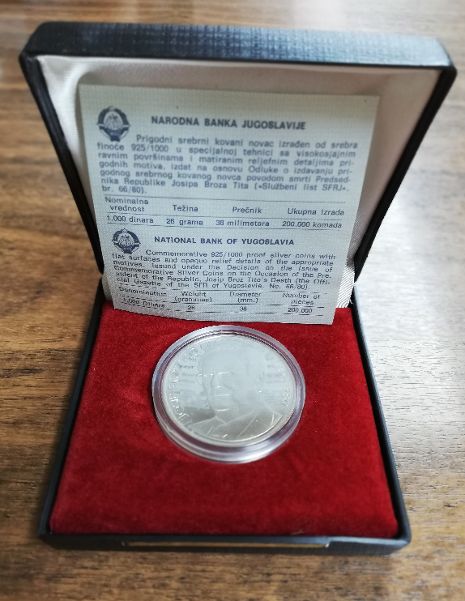 NARODNA BANKA JUGOSLAVIJE
Prigodni srebrni kovani novac izrađen od srebra
finoće 925/1000 u specijalnoj tehnici sa visokosjajnim
ravnim površinama i matiranim reljefnim detaljima pri-
godnih motiva, izdat na osnovu Odluke o izdavanju pri-
godnog srebrnog kovanog novca povodom smrti Predsed-
nika Republike Josipa Broza Tita (»Službeni list SFRJ«,
br. 66/80).
Nominalna vrednost Težina Prečnik Ukupna izrada
1.000 dinara 26 grama 38 milimetara 200.000 komada
NATIONAL BANK OF YUGOSLAVIA
Commemorative 925/1000 proof silver coins with
flat surfaces and opaque relief details of the appropriate
motives issued under the Decision on the Issue of
Commemorative Silver Coins on the Occasion of the Pre-
sident of the Republic, Josip Broz Tito's Death (the Offi-
cial Gazette of the SFR of Yugoslavia, No. 66/80)
Denomination Weight (grammes) Diameter (mm.) Number of pieces
1,000 Dinars 26 38 200,000